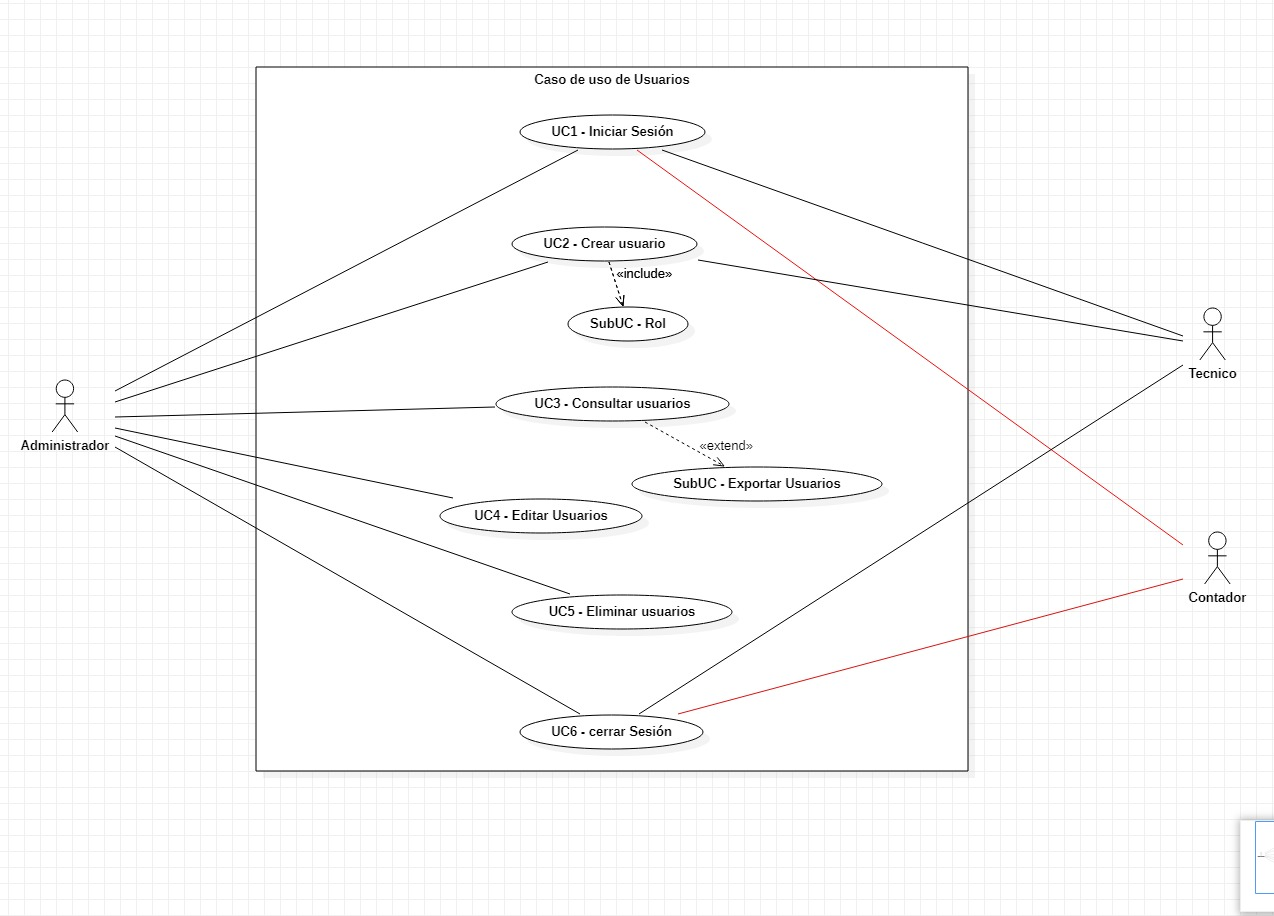 Caso de uso de Usuarios
UC1 - Iniciar Sesión
UC2 - Crear usuario
«include»
SubUC - Rol
Tecnico
UC3 - Consultar usuarios
Administrador
«extend»
SubUC - Exportar Usuarios
UC4 - Editar Usuarios
Contador
UC5 - Eliminar usuarios
UC6 - cerrar Sesión